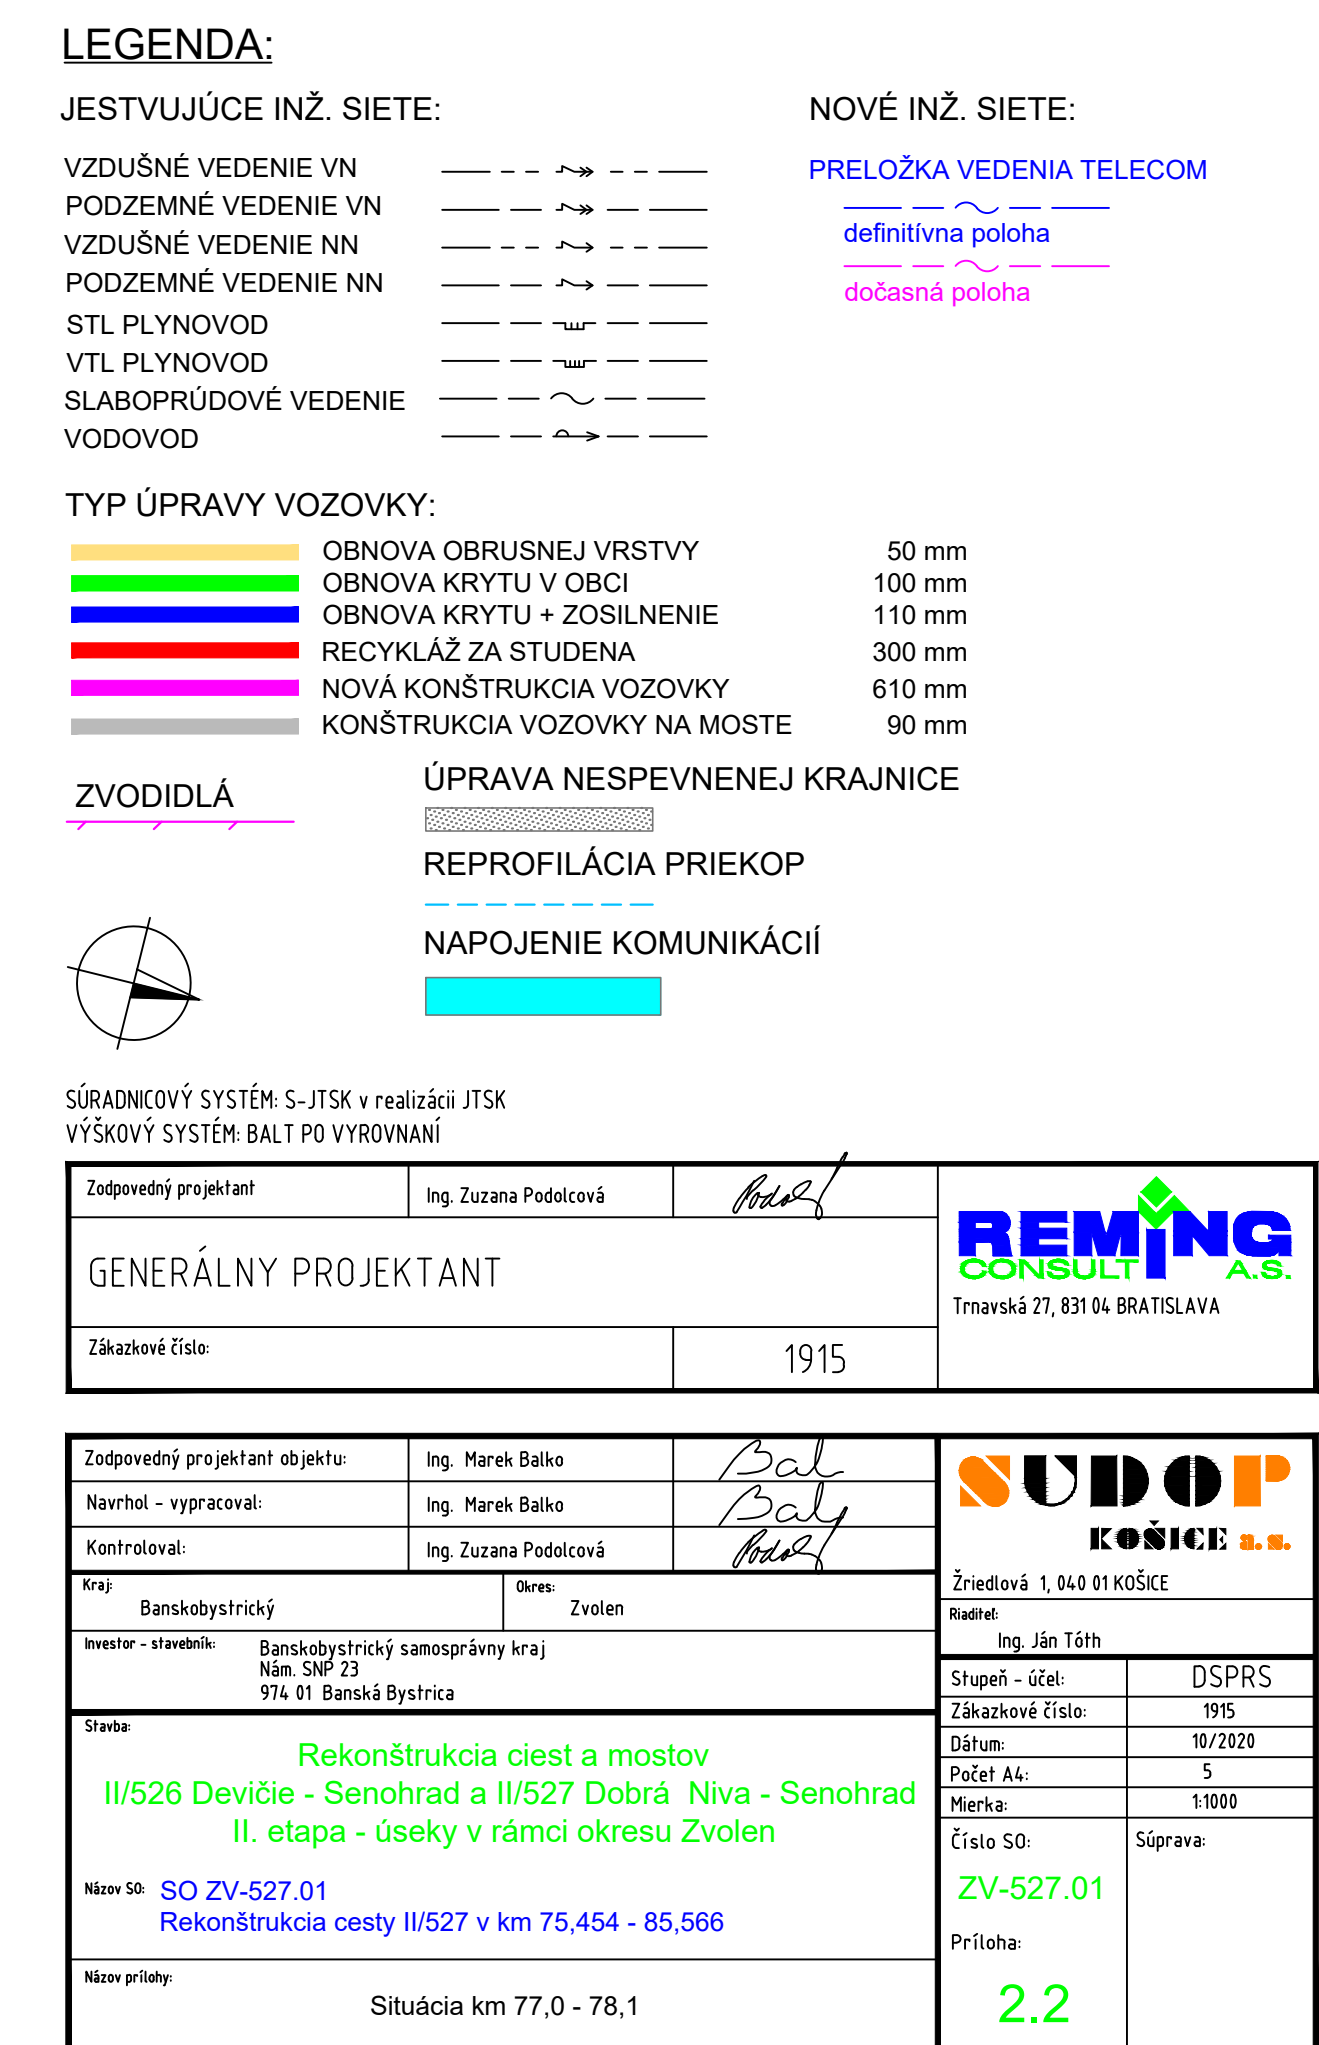 LEGENDA:
JESTVUJÚCE INŽ. SIETE:
VZDUŠNÉ VEDENIE VN
PODZEMNÉ VEDENIE VN
VZDUŠNÉ VEDENIE NN
PODZEMNÉ VEDENIE NN
STL PLYNOVOD
VTL PLYNOVOD
SLABOPRÚDOVÉ VEDENIE
VODOVOD
NOVÉ INŽ. SIETE:
PRELOŽKA VEDENIA TELECOM
definitívna poloha
dočasná poloha
TYP ÚPRAVY VOZOVKY:
OBNOVA OBRUSNEJ VRSTVY 50 mm
OBNOVA KRYTU V OBCI 100 mm
OBNOVA KRYTU + ZOSILNENIE 110 mm
RECYKLÁŽ ZA STUDENA 300 mm
NOVÁ KONŠTRUKCIA VOZOVKY 610 mm
KONŠTRUKCIA VOZOVKY NA MOSTE 90 mm
ZVODIDLÁ
ÚPRAVA NESPEVNENEJ KRAJNICE
REPROFILÁCIA PRIEKOP
NAPOJENIE KOMUNIKÁCIÍ
SÚRADNICOVÝ SYSTÉM: S-JTSK v realizácii JTSK
VÝŠKOVÝ SYSTÉM: BALT PO VYROVNANÍ
Zodpovedný projektant Ing. Zuzana Podolcová
GENERÁLNY PROJEKTANT
Zákazkové číslo: 1915
REMING
CONSULT A.S.
Trnavská 27, 831 04 BRATISLAVA
Zodpovedný projektant objektu: Ing. Marek Balko
Navrhol - vypracoval: Ing. Marek Balko
Kontroloval: Ing. Zuzana Podolcová
Kraj: Banskobystrický
Okres: Zvolen
Investor - stavebník: Banskobystrický samosprávny kraj
Nám. SNP 23
974 01 Banská Bystrica
Stavba:
Rekonštrukcia ciest a mostov
II/526 Devičie - Senohrad a II/527 Dobrá Niva - Senohrad
II. etapa - úseky v rámci okresu Zvolen
Názov SO: SO ZV-527.01
Rekonštrukcia cesty II/527 v km 75,454 - 85,566
Názov prílohy:
Situácia km 77,0 - 78,1
SUDOP
KOŠICE a.s.
Žriedlová 1, 040 01 KOŠICE
Riaditeľ:
Ing. Ján Tóth
Stupeň - účel: DSPRS
Zákazkové číslo: 1915
Dátum: 10/2020
Počet A4: 5
Mierka: 1:1000
Číslo SO:
ZV-527.01
Súprava:
Príloha:
2.2